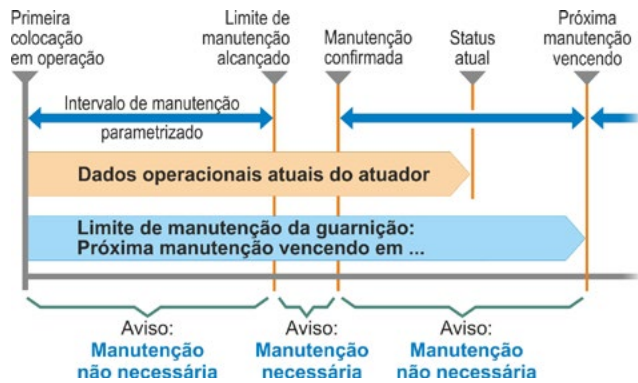 Primeira
colocação
em operação
Limite de
manutenção
alcançado
Manutenção
confirmada
Status
atual
Próxima
manutenção
vencendo
Intervalo de manutenção
parametrizado
Dados operacionais atuais do atuador
Limite de manutenção da guarnição:
Próxima manutenção vencendo em ...
Aviso:
Manutenção
não necessária
Aviso:
Manutenção
necessária
Aviso:
Manutenção
não necessária